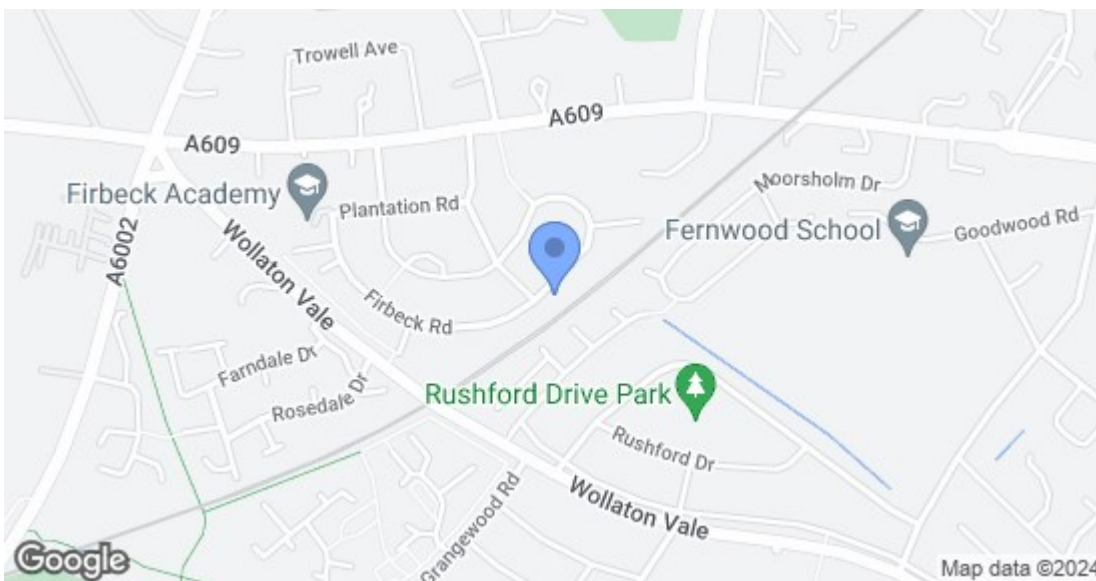 Trowell Ave
A609
A609
Firbeck Academy
Plantation Rd
Moorsholm Dr
Fernwood School
Goodwood Rd
A6002
Wollaton Vale
Firbeck Rd
Farndale Dr
Rosedale Dr
Rushford Drive Park
Rushford Dr
Grangewood Rd
Wollaton Vale
Google
Map data ©2024